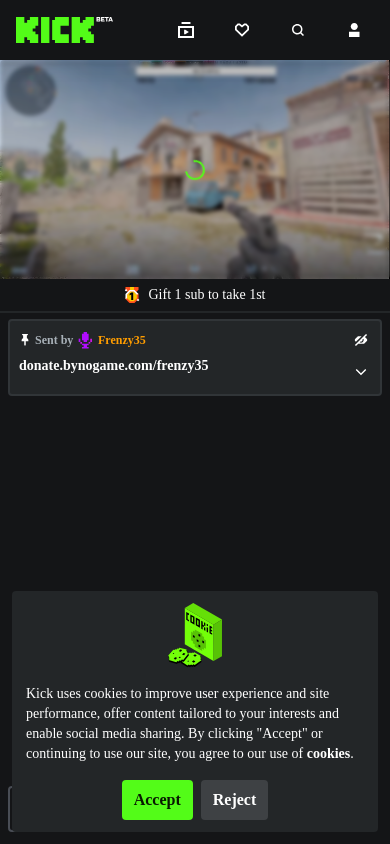 KICK BETA
Gift 1 sub to take 1st
Sent by Frenzy35
donate.bynogame.com/frenzy35
COOKIE
Kick uses cookies to improve user experience and site
performance, offer content tailored to your interests and
enable social media sharing. By clicking "Accept" or
continuing to use our site, you agree to our use of cookies.
Accept Reject